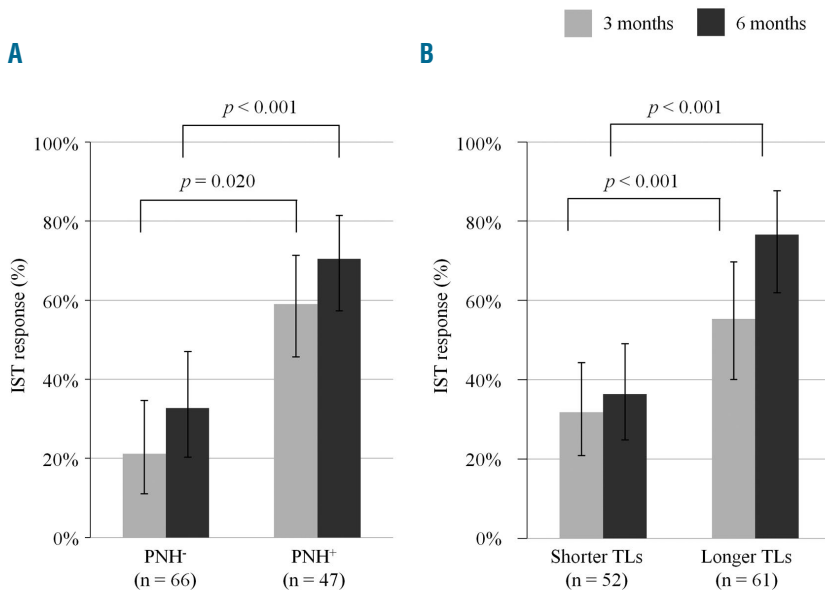 3 months 6 months
A
B
p < 0.001
p = 0.020
100%
80%
60%
40%
20%
0%
IST response (%)
PNH⁻ PNH⁺
(n = 66) (n = 47)
p < 0.001
p < 0.001
100%
80%
60%
40%
20%
0%
IST response (%)
Shorter TLs Longer TLs
(n = 52) (n = 61)